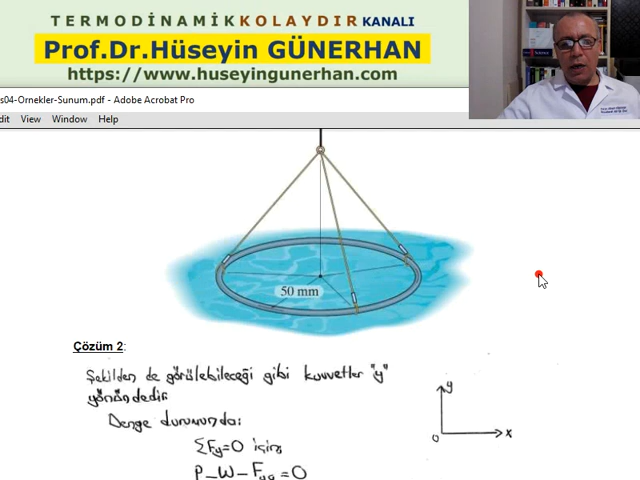 TERMODİNAMİKKOLAYDIR KANALI
Prof.Dr.Hüseyin GÜNERHAN
https://www.huseyingunerhan.com
s04-Ornekler-Sunum.pdf - Adobe Acrobat Pro
dit View Window Help
50 mm
Çözüm 2:
Şekilden de görülebileceği gibi kuvvetler "y"
yönündedir.
Denge durumunda:
ΣFy=0 için;
P-W-Fyg=0
y
0
x